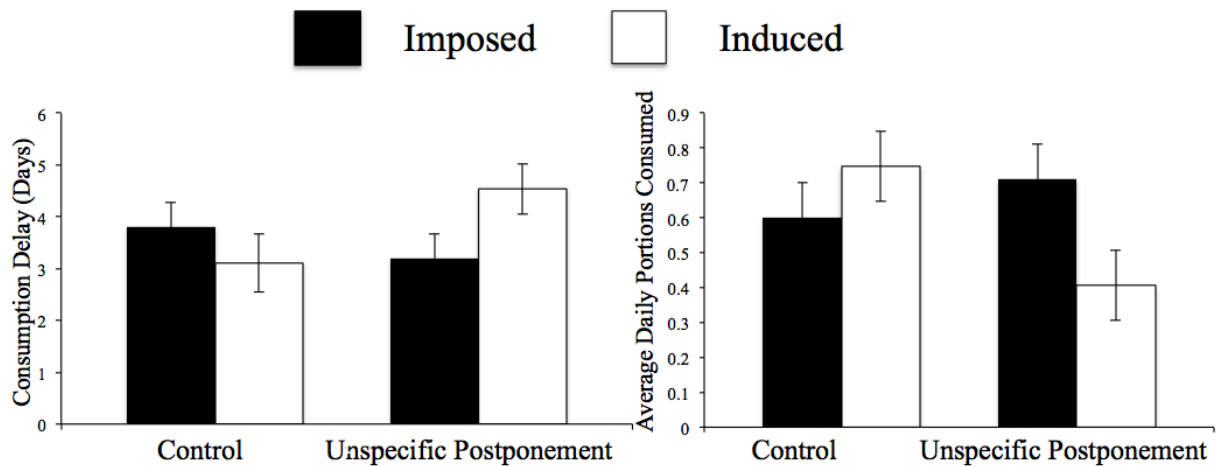 Imposed
Induced
Consumption Delay (Days)
6
5
4
3
2
1
0
Control
Unspecific Postponement
Average Daily Portions Consumed
0.9
0.8
0.7
0.6
0.5
0.4
0.3
0.2
0.1
0
Control
Unspecific Postponement